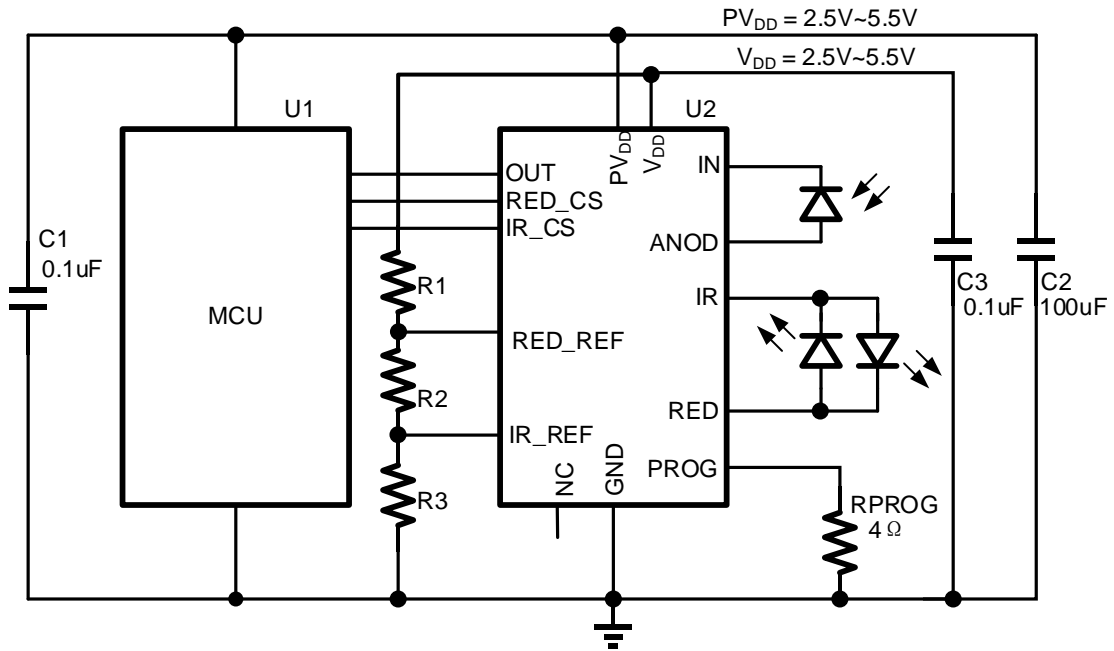 PVDD = 2.5V~5.5V
VDD = 2.5V~5.5V
U1
U2
OUT
RED_CS
IR_CS
PVDD
VDD
IN
ANOD
C1
0.1uF
MCU
R1
RED_REF
R2
IR_REF
R3
NC
GND
IR
RED
PROG
RPROG
4Ω
C3
0.1uF
C2
100uF